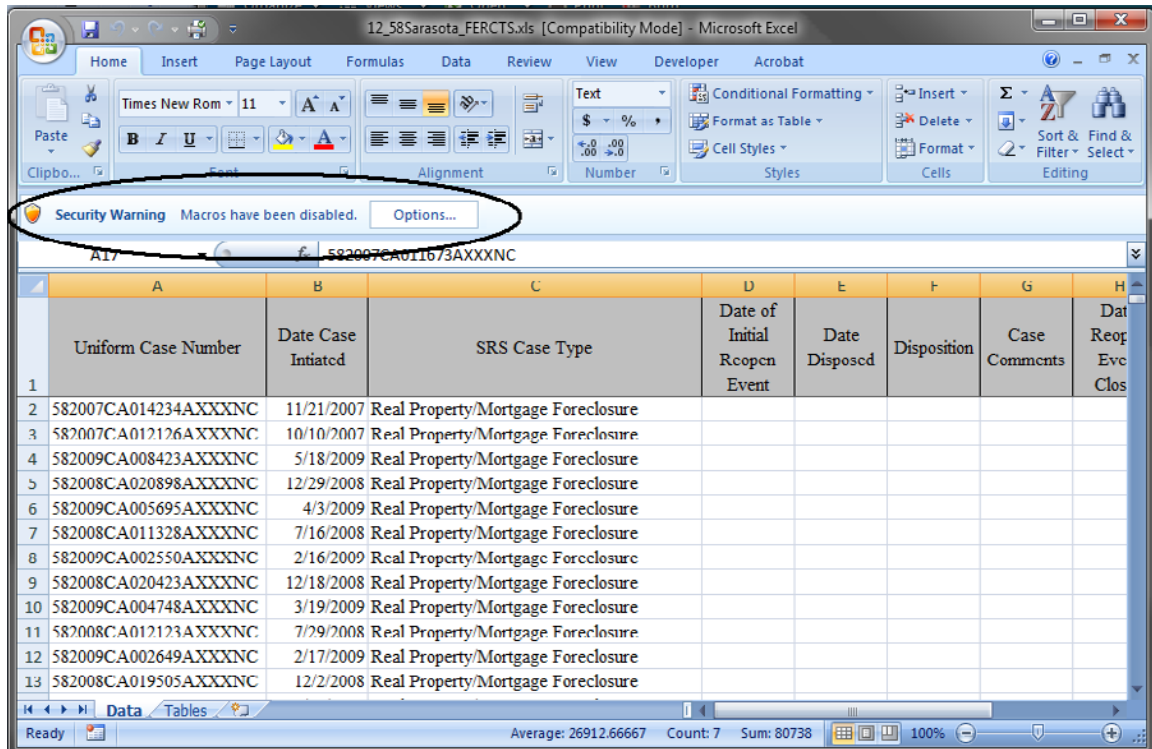 12_58Sarasota_FERCTS.xls [Compatibility Mode] - Microsoft Excel
Home Insert Page Layout Formulas Data Review View Developer Acrobat
Paste
Times New Rom 11
B I U
A A
Text
$ % ,
Conditional Formatting
Format as Table
Cell Styles
Insert
Delete
Format
Sort & Filter
Find & Select
Clipbo... Font Alignment Number Styles Cells Editing
Security Warning Macros have been disabled. Options...
A17 fx 582007CA011673AXXXNC
A B C D E F G H
1 Uniform Case Number
Date Case Intiated
SRS Case Type
Date of Initial Reopen Event
Date Disposed
Disposition
Case Comments
Dat Reop Eve Clos
2 582007CA014234AXXXNC 11/21/2007 Real Property/Mortgage Foreclosure
3 582007CA012126AXXXNC 10/10/2007 Real Property/Mortgage Foreclosure
4 582009CA008423AXXXNC 5/18/2009 Real Property/Mortgage Foreclosure
5 582008CA020898AXXXNC 12/29/2008 Real Property/Mortgage Foreclosure
6 582009CA005695AXXXNC 4/3/2009 Real Property/Mortgage Foreclosure
7 582008CA011328AXXXNC 7/16/2008 Real Property/Mortgage Foreclosure
8 582009CA002550AXXXNC 2/16/2009 Real Property/Mortgage Foreclosure
9 582008CA020423AXXXNC 12/18/2008 Real Property/Mortgage Foreclosure
10 582009CA004748AXXXNC 3/19/2009 Real Property/Mortgage Foreclosure
11 582008CA012123AXXXNC 7/29/2008 Real Property/Mortgage Foreclosure
12 582009CA002649AXXXNC 2/17/2009 Real Property/Mortgage Foreclosure
13 582008CA019505AXXXNC 12/2/2008 Real Property/Mortgage Foreclosure
Data Tables
Ready Average: 26912.66667 Count: 7 Sum: 80738 100%